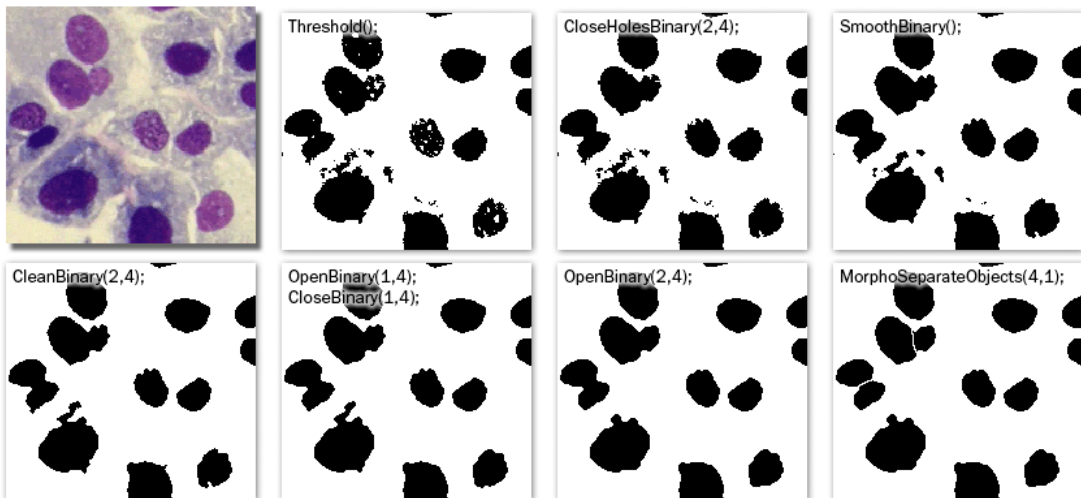 Threshold();
CloseHolesBinary(2,4);
SmoothBinary();
CleanBinary(2,4);
OpenBinary(1,4);
CloseBinary(1,4);
OpenBinary(2,4);
MorphoSeparateObjects(4,1);